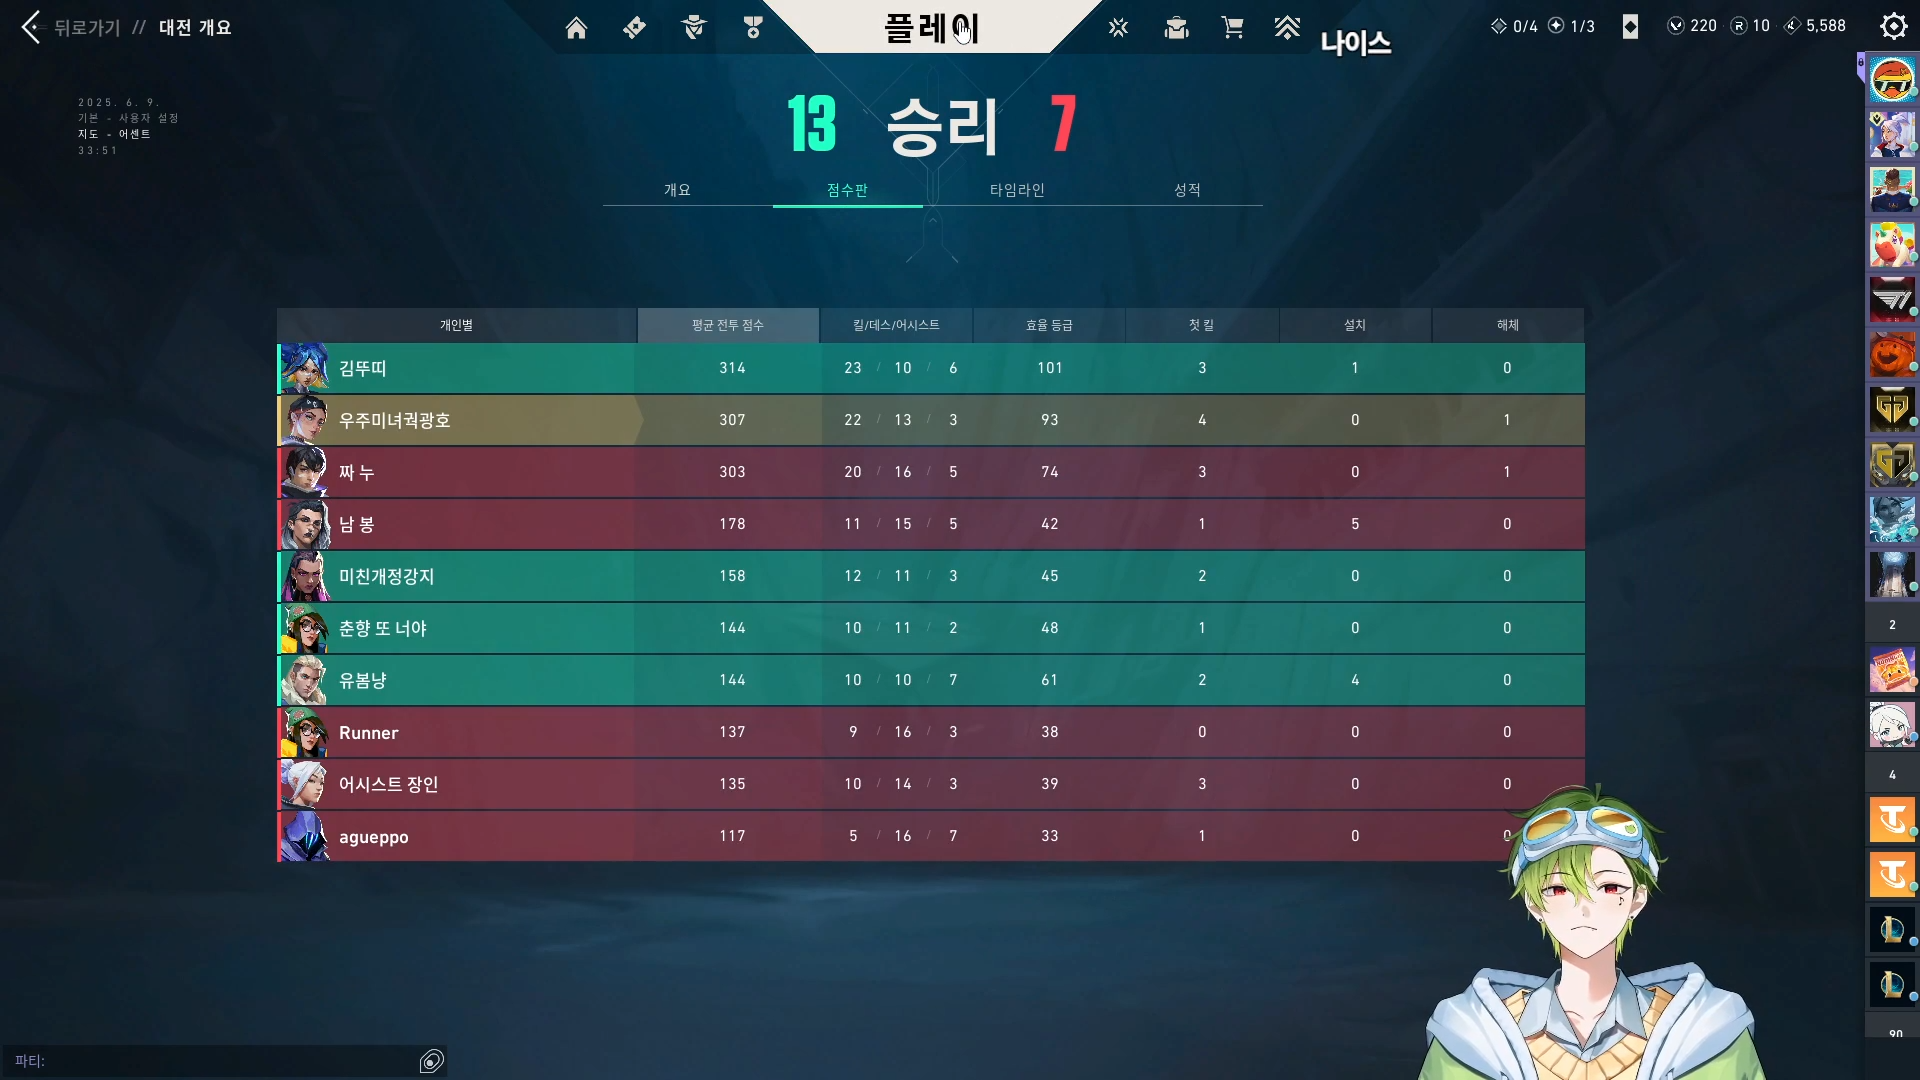 뒤로가기 // 대전 개요
플레이
나이스
0/4 1/3 220 10 5,588
2025. 6. 9.
기본 - 사용자 설정
지도 - 어센트
33:51
13 승리 7
개요 점수판 타임라인 성적
개인별 평균 전투 점수 킬/데스/어시스트 효율 등급 첫 킬 설치 해체
김뚜띠 314 23 / 10 / 6 101 3 1 0
우주미녀궉광호 307 22 / 13 / 3 93 4 0 1
짜 누 303 20 / 16 / 5 74 3 0 1
남 봉 178 11 / 15 / 5 42 1 5 0
미친개정강지 158 12 / 11 / 3 45 2 0 0
춘향 또 너야 144 10 / 11 / 2 48 1 0 0
유봄냥 144 10 / 10 / 7 61 2 4 0
Runner 137 9 / 16 / 3 38 0 0 0
어시스트 장인 135 10 / 14 / 3 39 3 0 0
agueppo 117 5 / 16 / 7 33 1 0 0
2
4
90
파티: